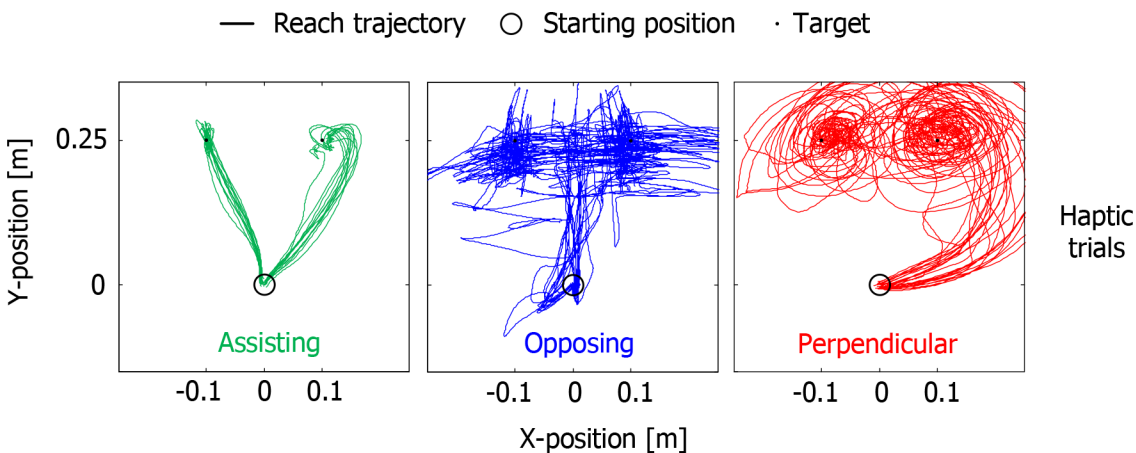 Reach trajectory Starting position Target
Y-position [m]
0.25
0
Assisting
Opposing
Perpendicular
Haptic
trials
-0.1 0 0.1
-0.1 0 0.1
-0.1 0 0.1
X-position [m]